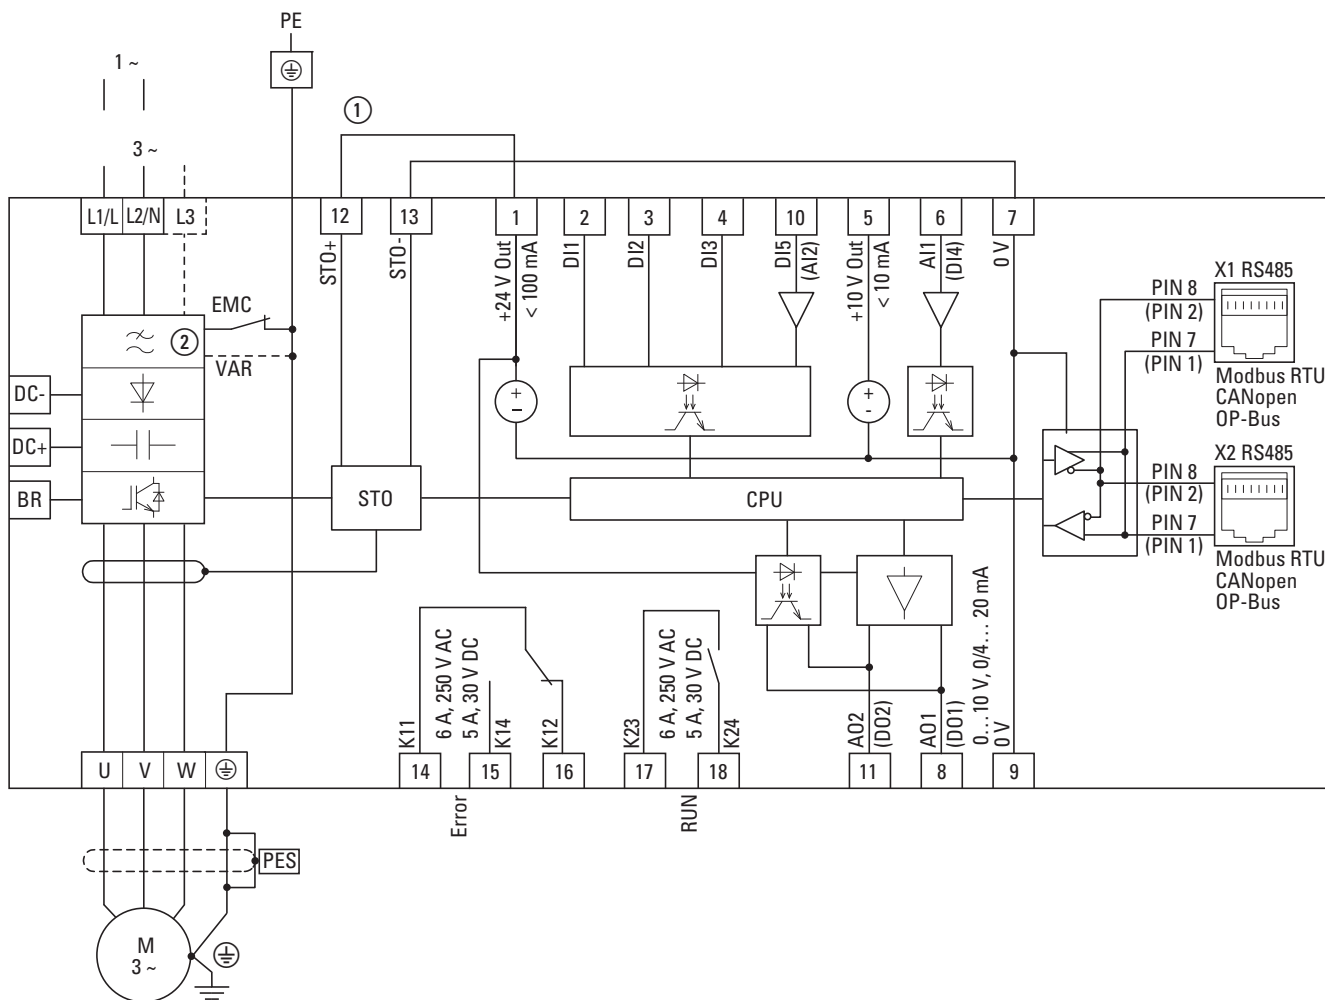 PE
1 ~
1
3 ~
L1/L
L2/N
L3
12
13
1
2
3
4
10
5
6
7
STO+
STO-
+24 V Out
< 100 mA
DI1
DI2
DI3
DI5
(AI2)
+10 V Out
< 10 mA
AI1
(DI4)
0 V
X1 RS485
PIN 8
(PIN 2)
PIN 7
(PIN 1)
Modbus RTU
CANopen
OP-Bus
EMC
2
VAR
DC-
DC+
BR
STO
CPU
X2 RS485
PIN 8
(PIN 2)
PIN 7
(PIN 1)
Modbus RTU
CANopen
OP-Bus
K11
6 A, 250 V AC
5 A, 30 V DC
K14
K12
K23
6 A, 250 V AC
5 A, 30 V DC
K24
AO2
(DO2)
AO1
(DO1)
0...10 V, 0/4... 20 mA
0 V
U
V
W
14
15
16
17
18
11
8
9
Error
RUN
PES
M
3 ~